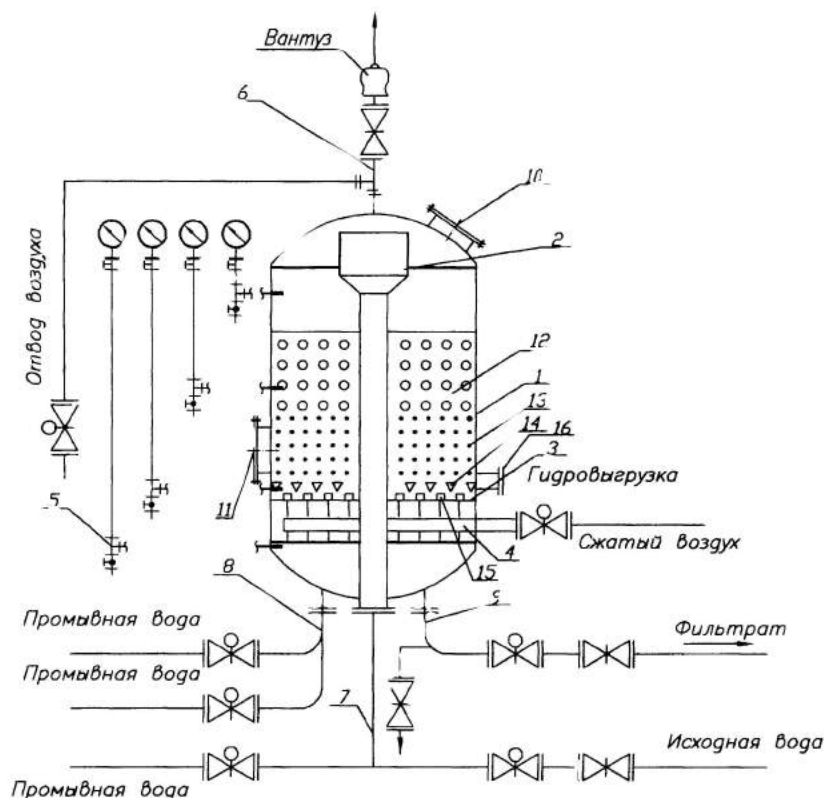 Вантуз
6
10
2
Отвод воздуха
12
1
13
14
16
3
Гидровыгрузка
5
11
4
Сжатый воздух
15
8
9
Промывная вода
Фильтрат
Промывная вода
7
Исходная вода
Промывная вода